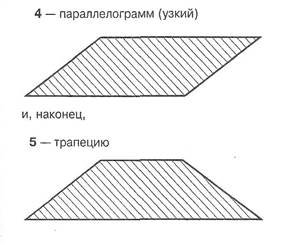 4 — параллелограмм (узкий)
и, наконец,
5 — трапецию